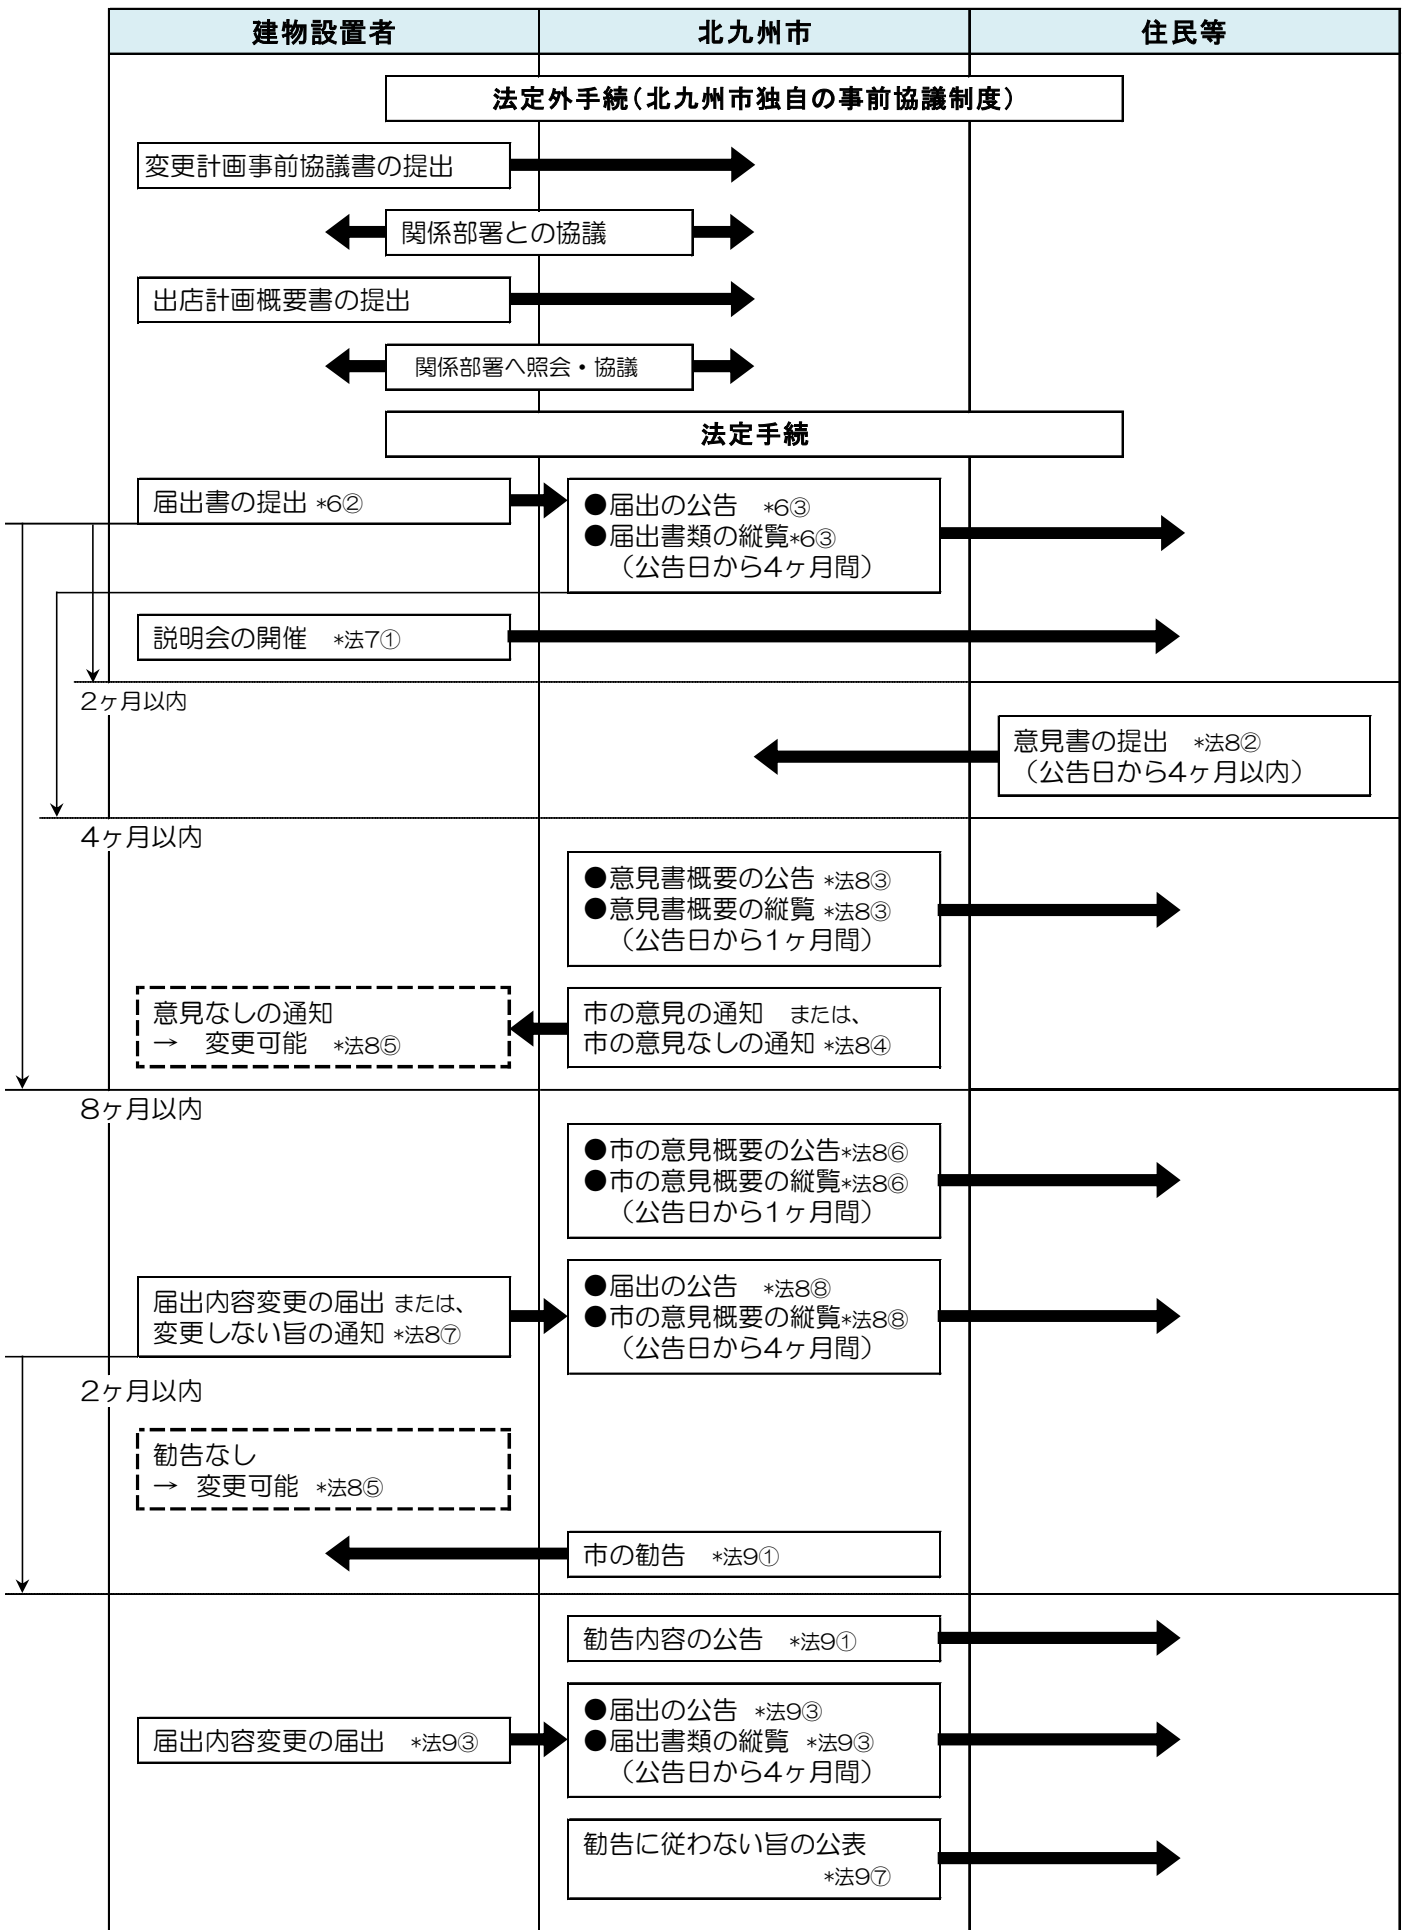 建物設置者
北九州市
住民等
法定外手続（北九州市独自の事前協議制度）
変更計画事前協議書の提出
関係部署との協議
出店計画概要書の提出
関係部署へ照会・協議
法定手続
届出書の提出 *6②
●届出の公告 *6③
●届出書類の縦覧*6③
（公告日から4ヶ月間）
説明会の開催 *法7①
2ヶ月以内
意見書の提出 *法8②
（公告日から4ヶ月以内）
4ヶ月以内
●意見書概要の公告 *法8③
●意見書概要の縦覧 *法8③
（公告日から1ヶ月間）
意見なしの通知
→ 変更可能 *法8⑤
市の意見の通知 または、
市の意見なしの通知 *法8④
8ヶ月以内
●市の意見概要の公告*法8⑥
●市の意見概要の縦覧*法8⑥
（公告日から1ヶ月間）
届出内容変更の届出 または、
変更しない旨の通知 *法8⑦
●届出の公告 *法8⑧
●市の意見概要の縦覧*法8⑧
（公告日から4ヶ月間）
2ヶ月以内
勧告なし
→ 変更可能 *法8⑤
市の勧告 *法9①
勧告内容の公告 *法9①
届出内容変更の届出 *法9③
●届出の公告 *法9③
●届出書類の縦覧 *法9③
（公告日から4ヶ月間）
勧告に従わない旨の公表
*法9⑦